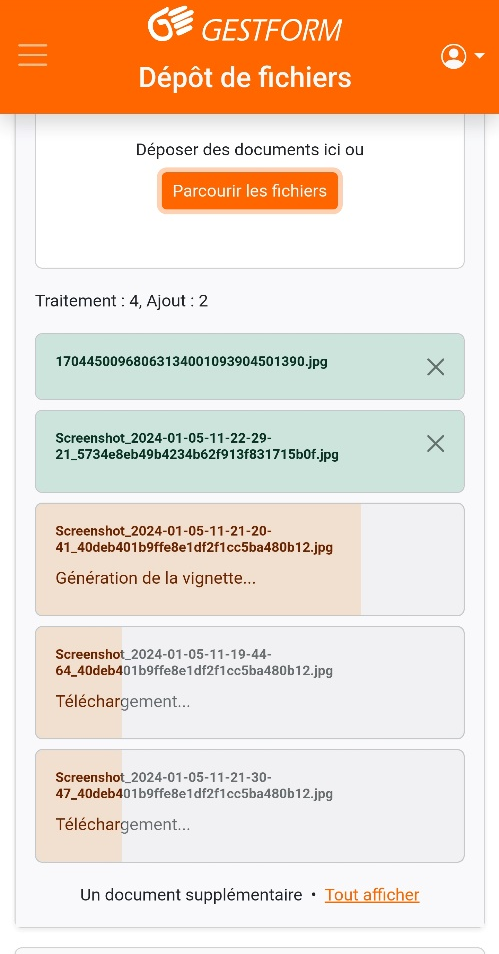 GESTFORM
Dépôt de fichiers
Déposer des documents ici ou
Parcourir les fichiers
Traitement : 4, Ajout : 2
17044500968063134001093904501390.jpg
Screenshot_2024-01-05-11-22-29-
21_5734e8eb49b4234b62f913f831715b0f.jpg
Screenshot_2024-01-05-11-21-20-
41_40deb401b9ffe8e1df2f1cc5ba480b12.jpg
Génération de la vignette...
Screenshot_2024-01-05-11-19-44-
64_40deb401b9ffe8e1df2f1cc5ba480b12.jpg
Téléchargement...
Screenshot_2024-01-05-11-21-30-
47_40deb401b9ffe8e1df2f1cc5ba480b12.jpg
Téléchargement...
Un document supplémentaire • Tout afficher